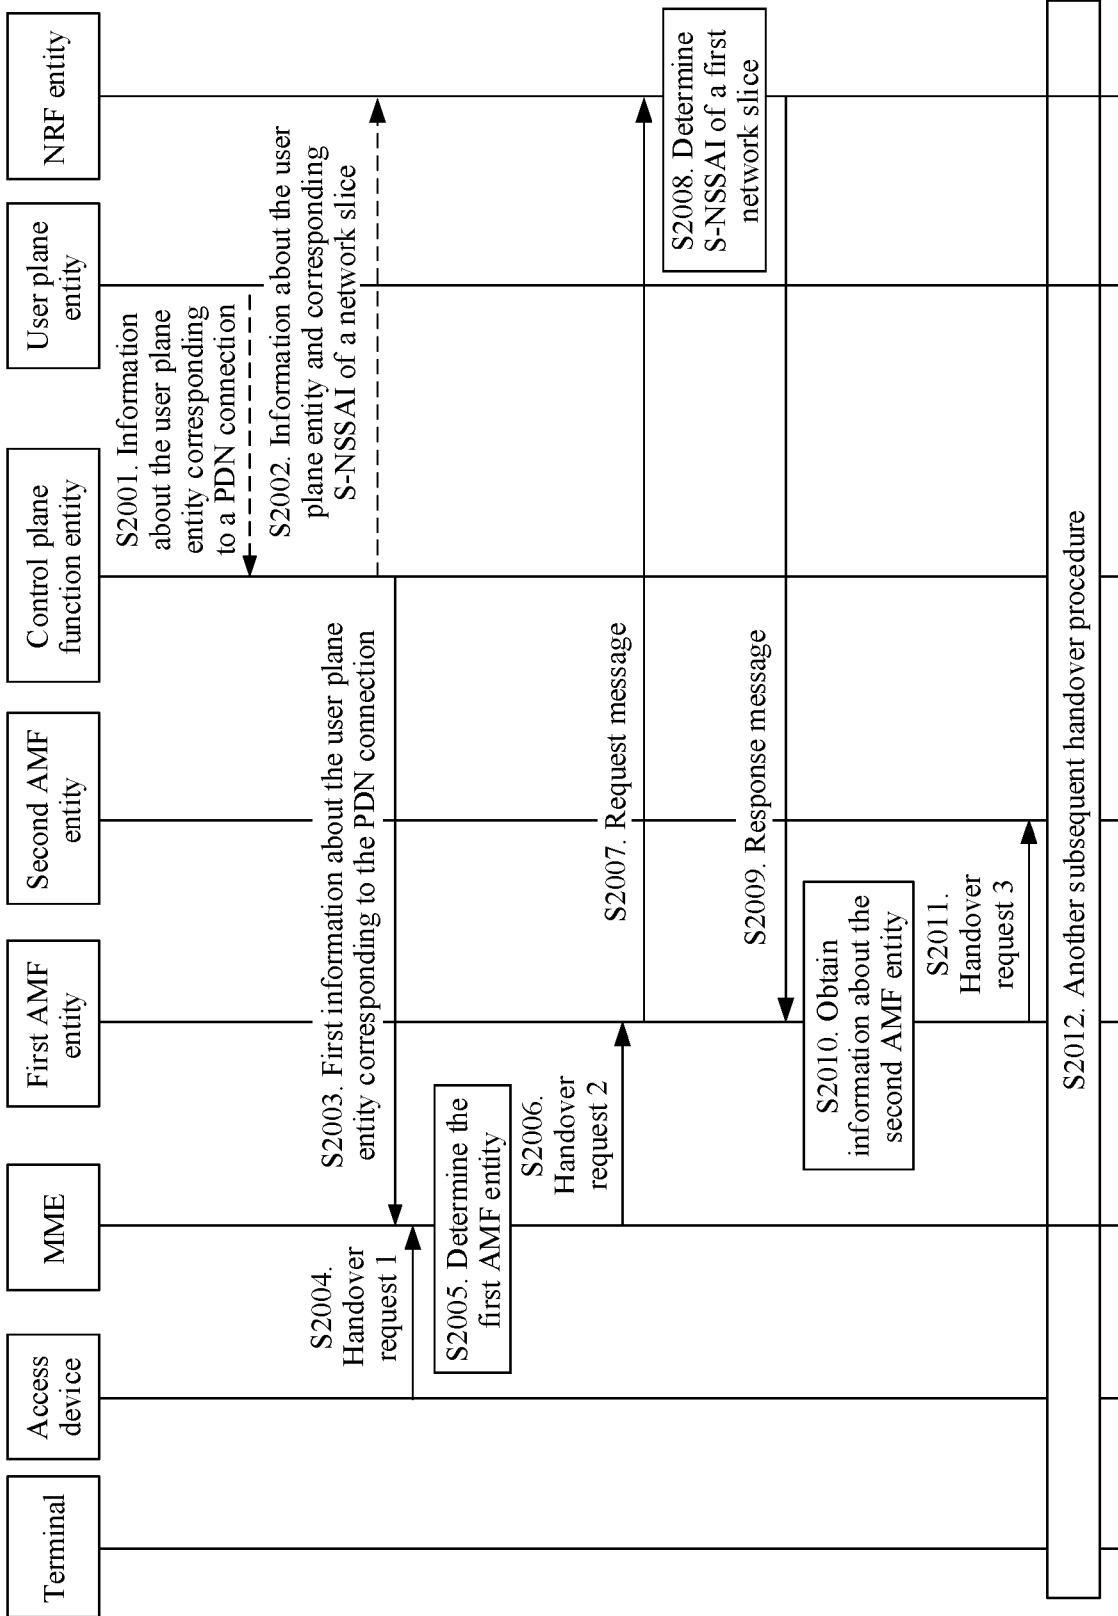 Terminal
Access
device
MME
First AMF
entity
Second AMF
entity
Control plane
function entity
User plane
entity
NRF entity
S2001. Information
about the user plane
entity corresponding
to a PDN connection
S2002. Information about the user
plane entity and corresponding
S-NSSAI of a network slice
S2003. First information about the user plane
entity corresponding to the PDN connection
S2004.
Handover
request 1
S2005. Determine the
first AMF entity
S2006.
Handover
request 2
S2007. Request message
S2008. Determine
S-NSSAI of a first
network slice
S2009. Response message
S2010. Obtain
information about the
second AMF entity
S2011.
Handover
request 3
S2012. Another subsequent handover procedure